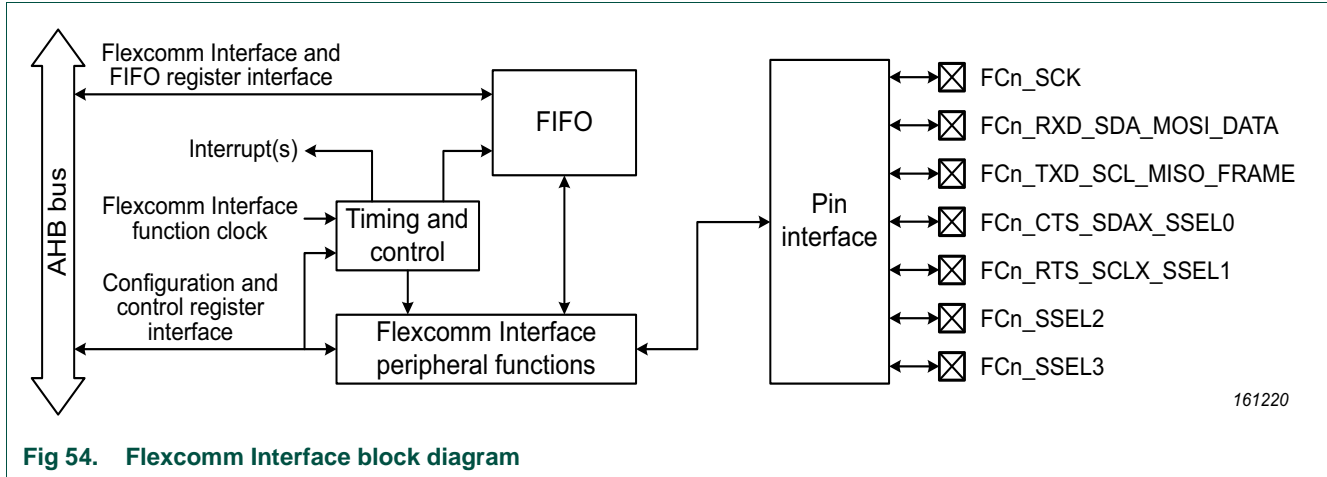 Flexcomm Interface and
FIFO register interface
FIFO
Interrupt(s)
Flexcomm Interface
function clock
Timing and
control
AHB bus
Configuration and
control register
interface
Flexcomm Interface
peripheral functions
Pin
interface
FCn_SCK
FCn_RXD_SDA_MOSI_DATA
FCn_TXD_SCL_MISO_FRAME
FCn_CTS_SDAX_SSEL0
FCn_RTS_SCLX_SSEL1
FCn_SSEL2
FCn_SSEL3
161220
Fig 54. Flexcomm Interface block diagram